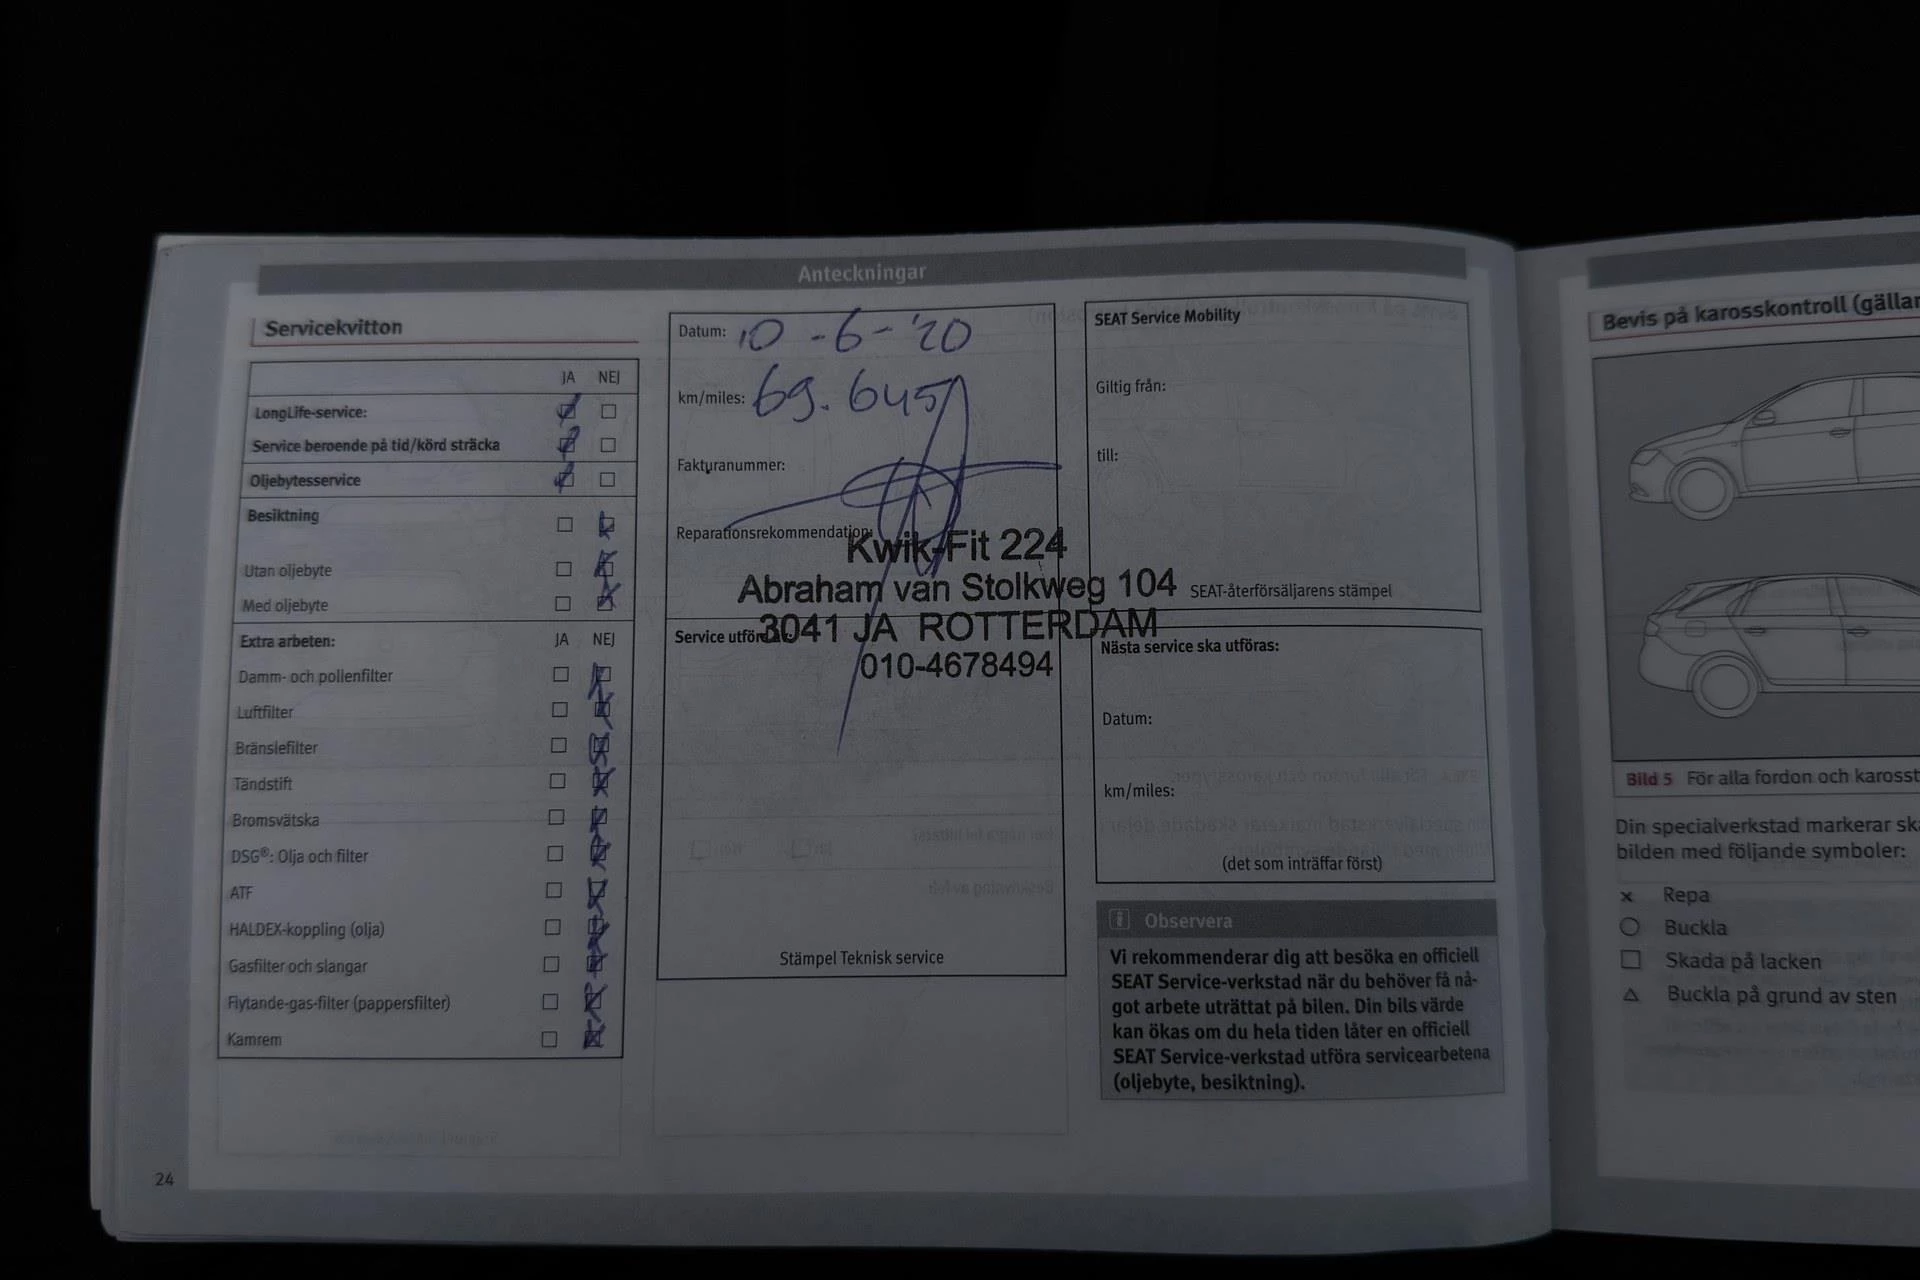 Anteckningar
Servicekvitton
JA NEJ
LongLife-service:
Service beroende på tid/körd sträcka
Oljebytesservice
Besiktning
Utan oljebyte
Med oljebyte
Extra arbeten: JA NEJ
Damm- och pollenfilter
Luftfilter
Bränslefilter
Tändstift
Bromsvätska
DSG®: Olja och filter
ATF
HALDEX-koppling (olja)
Gasfilter och slangar
Flytande-gas-filter (pappersfilter)
Kamrem
24
Datum: 10 -6-'20
km/miles: 69.645
Fakturanummer:
Reparationsrekommendation:
Kwik-Fit 224
Abraham van Stolkweg 104
3041 JA ROTTERDAM
010-4678494
Service
Stämpel Teknisk service
SEAT Service Mobility
Giltig från:
till:
SEAT-återförsäljarens stämpel
Nästa service ska utföras:
Datum:
km/miles:
(det som inträffar först)
i Observera
Vi rekommenderar dig att besöka en officiell
SEAT Service-verkstad när du behöver få nå-
got arbete uträttat på bilen. Din bils värde
kan ökas om du hela tiden låter en officiell
SEAT Service-verkstad utföra servicearbetena
(oljebyte, besiktning).
Bevis på karosskontroll (gällan
Bild 5 För alla fordon och karosst
Din specialverkstad markerar ska
bilden med följande symboler:
x Repa
○ Buckla
□ Skada på lacken
△ Buckla på grund av sten